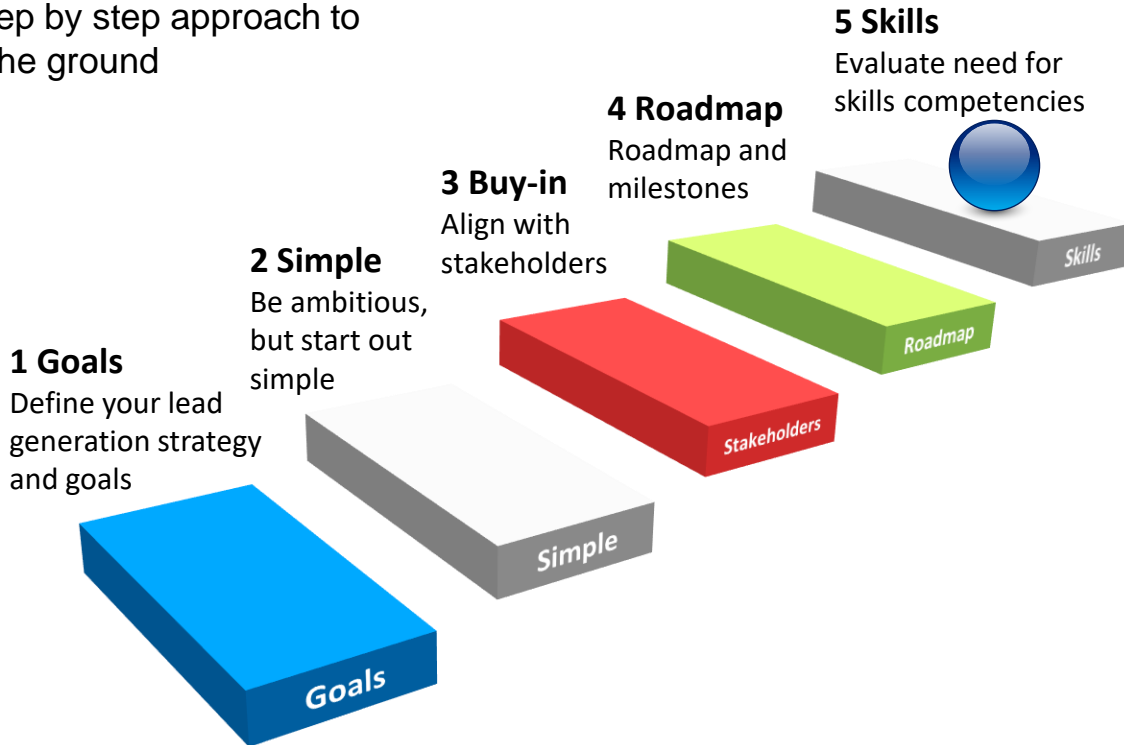 ep by step approach to
he ground
1 Goals
Define your lead
generation strategy
and goals
2 Simple
Be ambitious,
but start out
simple
3 Buy-in
Align with
stakeholders
4 Roadmap
Roadmap and
milestones
5 Skills
Evaluate need for
skills competencies
Goals
Simple
Stakeholders
Roadmap
Skills